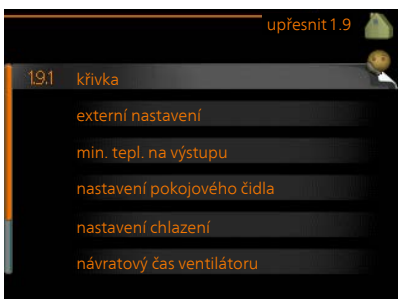 upřesnit 1.9
1.9.1 křivka
externí nastavení
min. tepl. na výstupu
nastavení pokojového čidla
nastavení chlazení
návratový čas ventilátoru